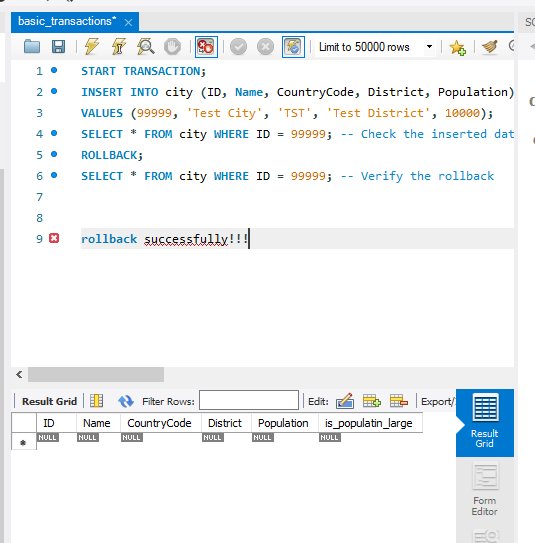 basic_transactions*
SC
Limit to 50000 rows
1 START TRANSACTION;
2 INSERT INTO city (ID, Name, CountryCode, District, Population)
3 VALUES (99999, 'Test City', 'TST', 'Test District', 10000);
4 SELECT * FROM city WHERE ID = 99999; -- Check the inserted dat
5 ROLLBACK;
6 SELECT * FROM city WHERE ID = 99999; -- Verify the rollback
7
8
9 rollback successfully!!!
Result Grid Filter Rows: Edit: Export/
ID Name CountryCode District Population is_populatin_large
NULL NULL NULL NULL NULL NULL
Result
Grid
Form
Editor